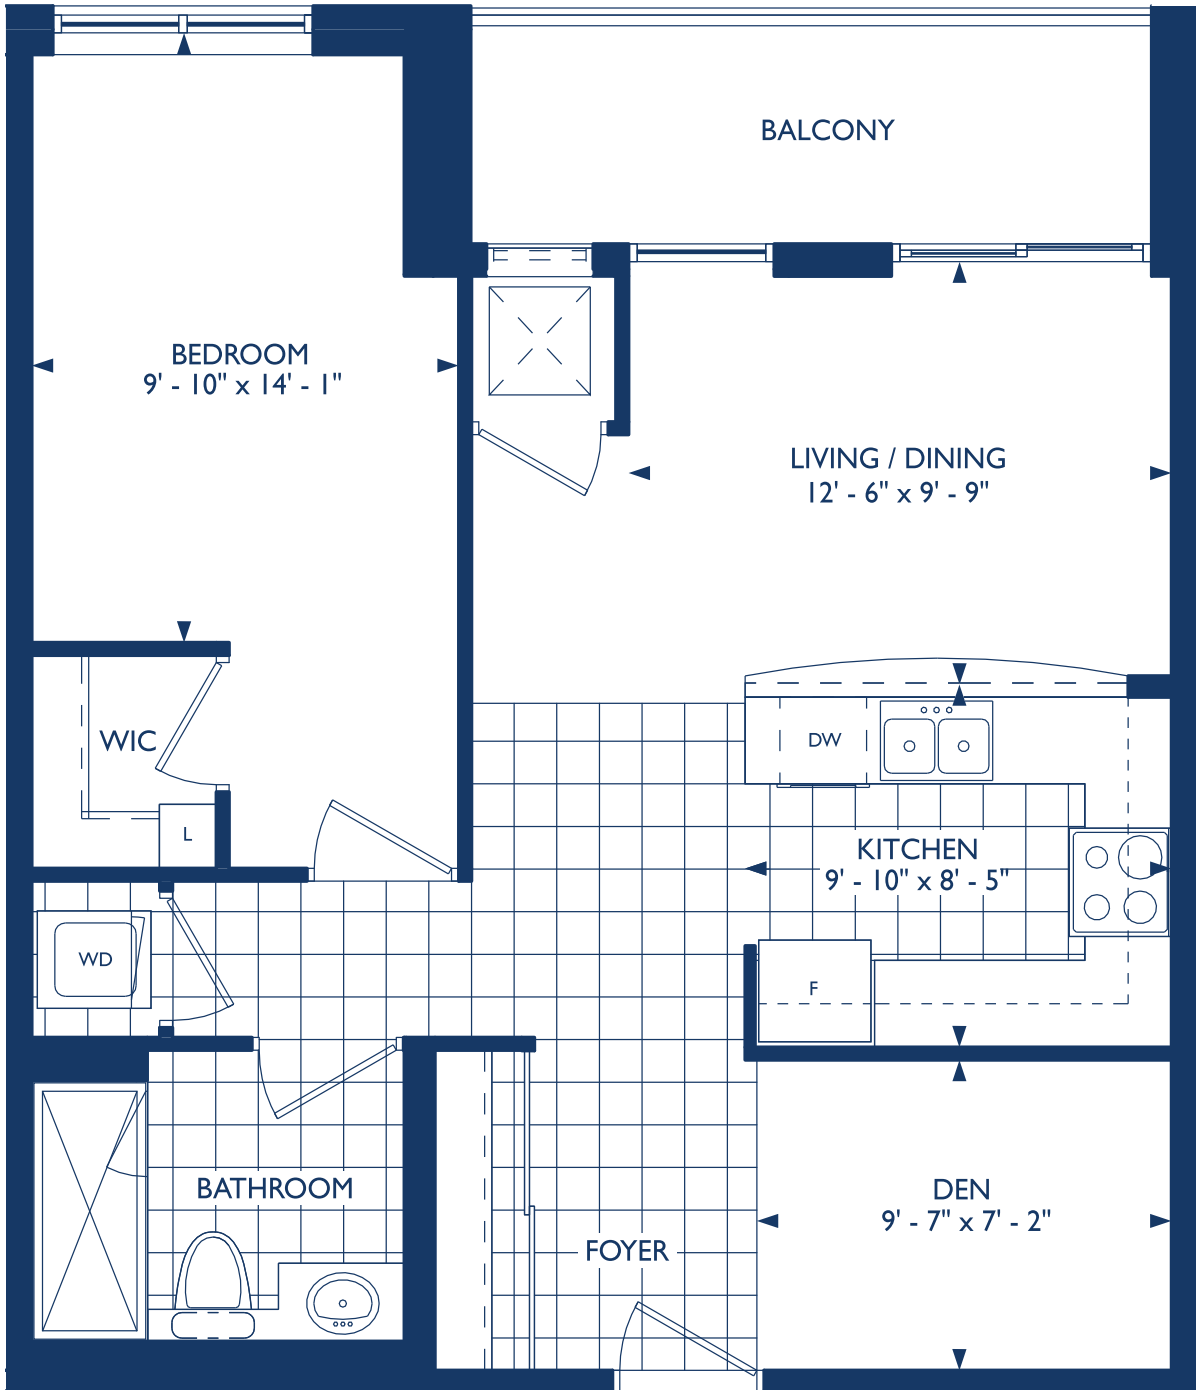 BALCONY
BEDROOM
9' - 10" x 14' - 1"
LIVING / DINING
12' - 6" x 9' - 9"
WIC
DW
L
KITCHEN
9' - 10" x 8' - 5"
WD
F
BATHROOM
DEN
9' - 7" x 7' - 2"
FOYER